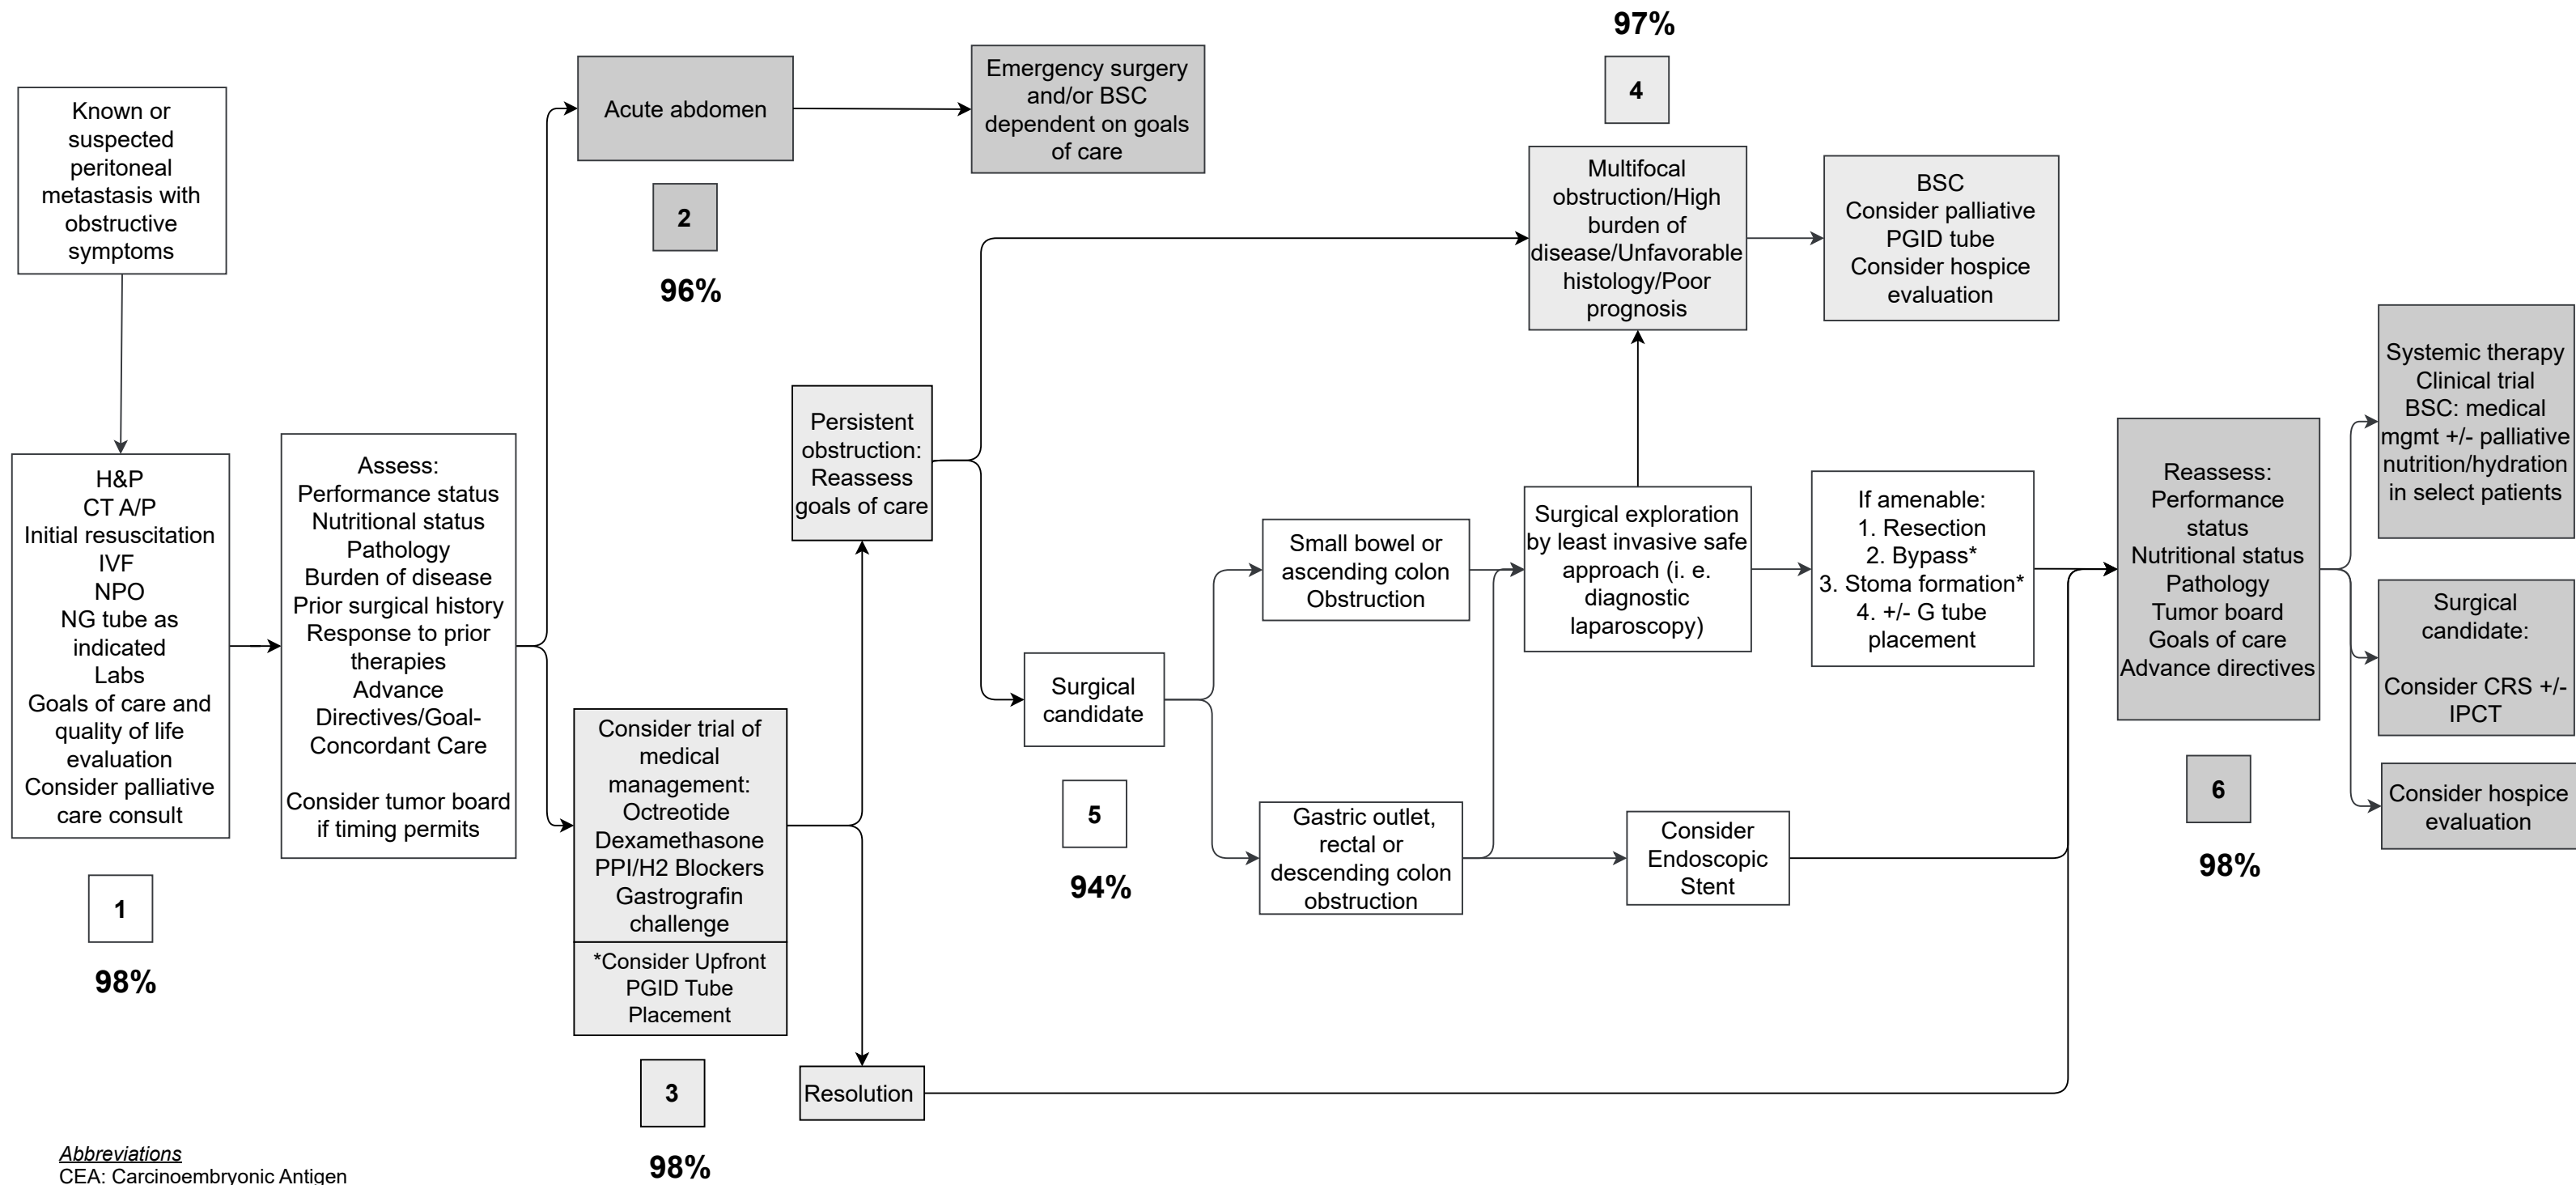 Known or
suspected
peritoneal
metastasis with
obstructive
symptoms
H&P
CT A/P
Initial resuscitation
IVF
NPO
NG tube as
indicated
Labs
Goals of care and
quality of life
evaluation
Consider palliative
care consult
1
98%
Assess:
Performance status
Nutritional status
Pathology
Burden of disease
Prior surgical history
Response to prior
therapies
Advance
Directives/Goal-
Concordant Care
Consider tumor board
if timing permits
Acute abdomen
2
96%
Emergency surgery
and/or BSC
dependent on goals
of care
Consider trial of
medical
management:
Octreotide
Dexamethasone
PPI/H2 Blockers
Gastrografin
challenge
*Consider Upfront
PGID Tube
Placement
3
98%
Persistent
obstruction:
Reassess
goals of care
Resolution
97%
4
Multifocal
obstruction/High
burden of
disease/Unfavorable
histology/Poor
prognosis
BSC
Consider palliative
PGID tube
Consider hospice
evaluation
Surgical
candidate
5
94%
Small bowel or
ascending colon
Obstruction
Gastric outlet,
rectal or
descending colon
obstruction
Surgical exploration
by least invasive safe
approach (i. e.
diagnostic
laparoscopy)
If amenable:
1. Resection
2. Bypass*
3. Stoma formation*
4. +/- G tube
placement
Consider
Endoscopic
Stent
Reassess:
Performance
status
Nutritional status
Pathology
Tumor board
Goals of care
Advance directives
6
98%
Systemic therapy
Clinical trial
BSC: medical
mgmt +/- palliative
nutrition/hydration
in select patients
Surgical
candidate:
Consider CRS +/-
IPCT
Consider hospice
evaluation
Abbreviations
CEA: Carcinoembryonic Antigen